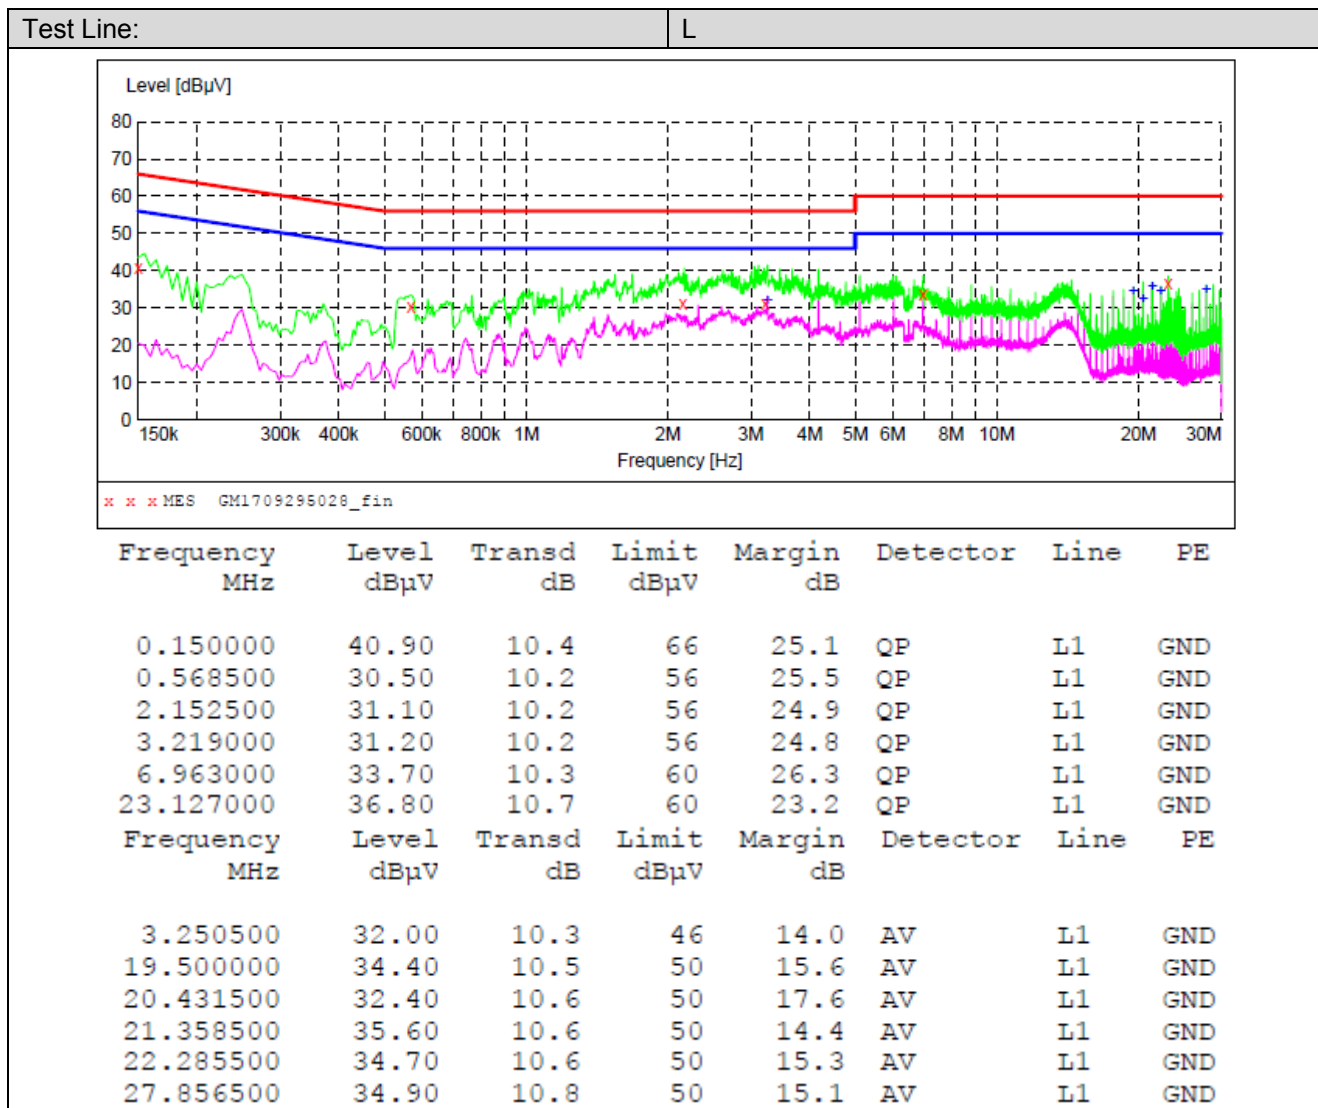 Test Line: L
Level [dBµV]
80
70
60
50
40
30
20
10
0
150k 300k 400k 600k 800k 1M 2M 3M 4M 5M 6M 8M 10M 20M 30M
Frequency [Hz]
x x x MES GM1709295028_fin
Frequency Level Transd Limit Margin Detector Line PE
MHz dBµV dB dBµV dB
0.150000 40.90 10.4 66 25.1 QP L1 GND
0.568500 30.50 10.2 56 25.5 QP L1 GND
2.152500 31.10 10.2 56 24.9 QP L1 GND
3.219000 31.20 10.2 56 24.8 QP L1 GND
6.963000 33.70 10.3 60 26.3 QP L1 GND
23.127000 36.80 10.7 60 23.2 QP L1 GND
Frequency Level Transd Limit Margin Detector Line PE
MHz dBµV dB dBµV dB
3.250500 32.00 10.3 46 14.0 AV L1 GND
19.500000 34.40 10.5 50 15.6 AV L1 GND
20.431500 32.40 10.6 50 17.6 AV L1 GND
21.358500 35.60 10.6 50 14.4 AV L1 GND
22.285500 34.70 10.6 50 15.3 AV L1 GND
27.856500 34.90 10.8 50 15.1 AV L1 GND